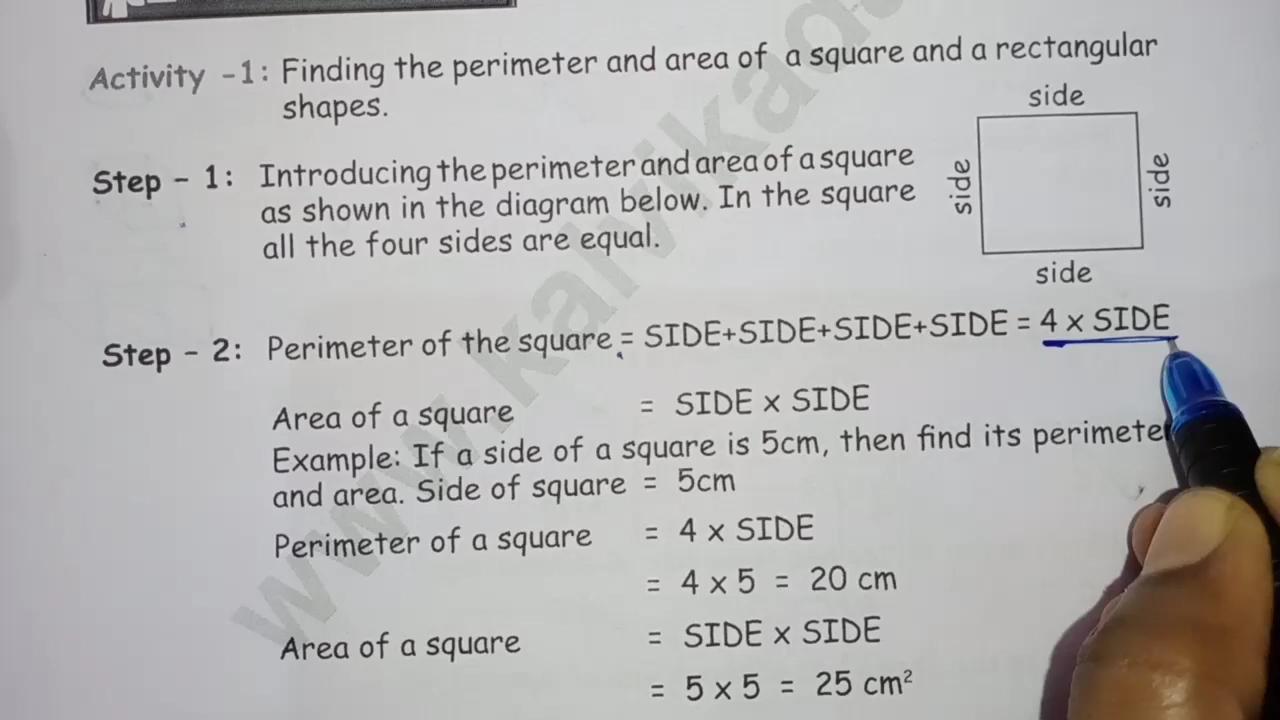 Activity - 1: Finding the perimeter and area of a square and a rectangular
shapes.
side
side
side
side
Step - 1: Introducing the perimeter and area of a square
as shown in the diagram below. In the square
all the four sides are equal.
Step - 2: Perimeter of the square = SIDE+SIDE+SIDE+SIDE = 4 x SIDE
Area of a square = SIDE x SIDE
Example: If a side of a square is 5cm, then find its perimete
and area. Side of square = 5cm
Perimeter of a square = 4 x SIDE
= 4 x 5 = 20 cm
Area of a square = SIDE x SIDE
= 5 x 5 = 25 cm²